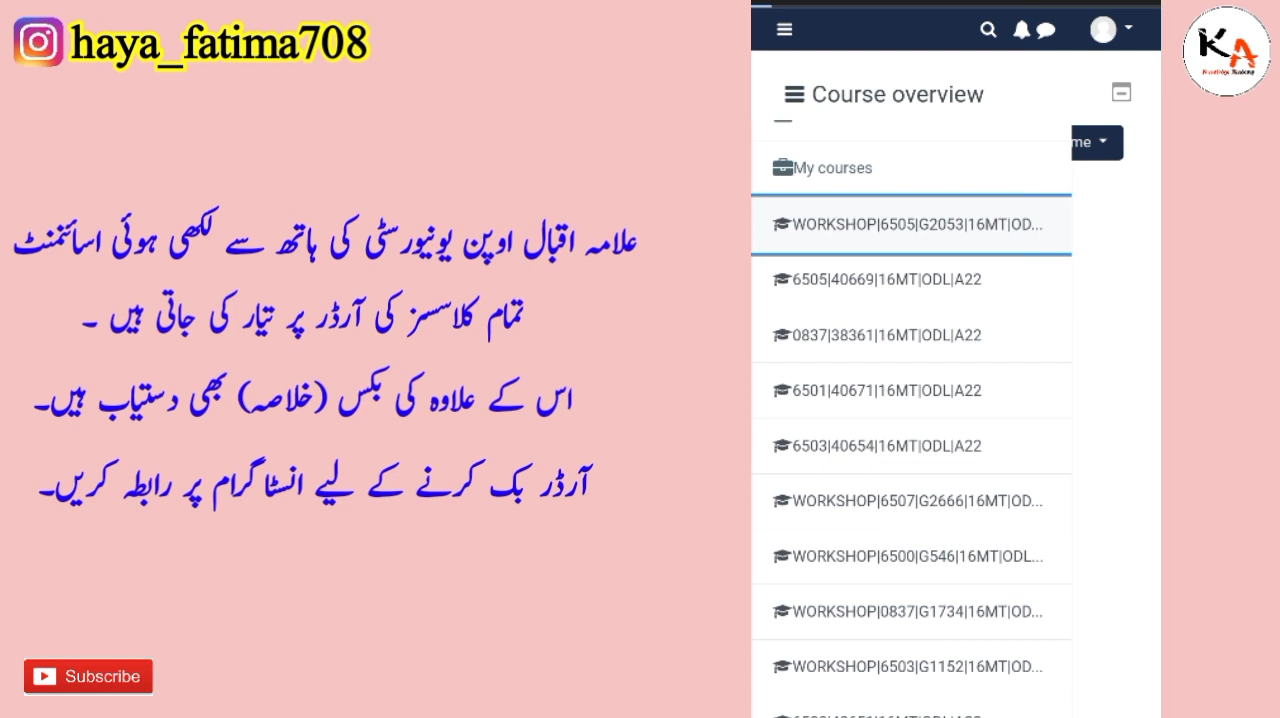 haya_fatima708
KA
Knowledge Academy
علامہ اقبال اوپن یونیورسٹی کی ہاتھ سے لکھی ہوئی اسائنمنٹ
تمام کلاسسز کی آرڈر پر تیار کی جاتی ہیں ۔
اس کے علاوہ کی بکس (خلاصہ) بھی دستیاب ہیں۔
آرڈر بک کرنے کے لیے انسٹاگرام پر رابطہ کریں۔
Subscribe
Course overview
me
My courses
WORKSHOP|6505|G2053|16MT|OD...
6505|40669|16MT|ODL|A22
0837|38361|16MT|ODL|A22
6501|40671|16MT|ODL|A22
6503|40654|16MT|ODL|A22
WORKSHOP|6507|G2666|16MT|OD...
WORKSHOP|6500|G546|16MT|ODL...
WORKSHOP|0837|G1734|16MT|OD...
WORKSHOP|6503|G1152|16MT|OD...